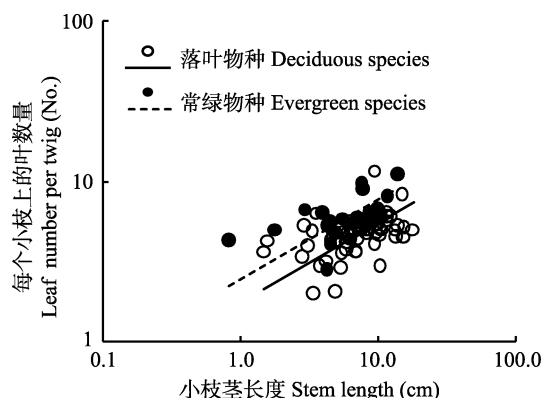 100
落叶物种 Deciduous species
常绿物种 Evergreen species
每个小枝上的叶数量
Leaf number per twig (No.)
10
1
0.1 1.0 10.0 100.0
小枝茎长度 Stem length (cm)